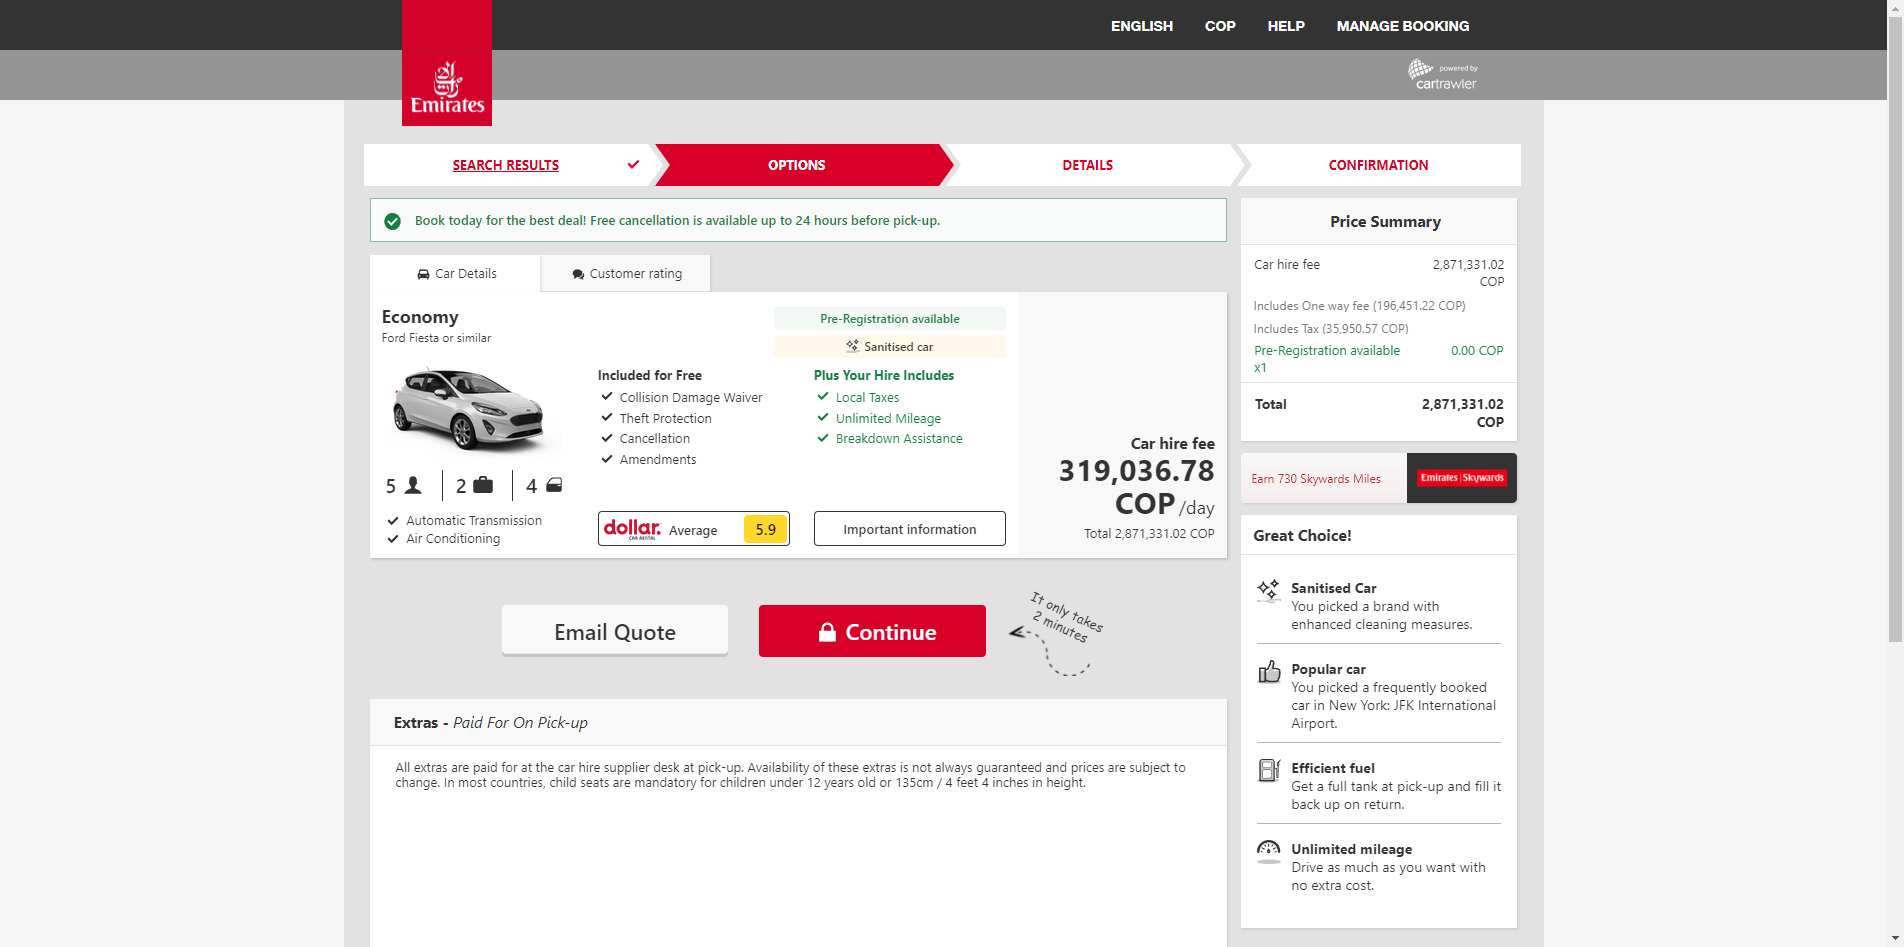 ENGLISH COP HELP MANAGE BOOKING
powered by
cartrawler
Emirates
SEARCH RESULTS
OPTIONS
DETAILS
CONFIRMATION
Book today for the best deal! Free cancellation is available up to 24 hours before pick-up.
Car Details
Customer rating
Economy
Ford Fiesta or similar
Pre-Registration available
Sanitised car
5
2
4
Automatic Transmission
Air Conditioning
Included for Free
Collision Damage Waiver
Theft Protection
Cancellation
Amendments
dollar.
CAR RENTAL
Average
5.9
Plus Your Hire Includes
Local Taxes
Unlimited Mileage
Breakdown Assistance
Important information
Car hire fee
319,036.78
COP /day
Total 2,871,331.02 COP
Email Quote
Continue
It only takes
2 minutes
Extras - Paid For On Pick-up
All extras are paid for at the car hire supplier desk at pick-up. Availability of these extras is not always guaranteed and prices are subject to
change. In most countries, child seats are mandatory for children under 12 years old or 135cm / 4 feet 4 inches in height.
Price Summary
Car hire fee 2,871,331.02
COP
Includes One way fee (196,451.22 COP)
Includes Tax (35,950.57 COP)
Pre-Registration available 0.00 COP
x1
Total 2,871,331.02
COP
Earn 730 Skywards Miles
Emirates | Skywards
Great Choice!
Sanitised Car
You picked a brand with
enhanced cleaning measures.
Popular car
You picked a frequently booked
car in New York: JFK International
Airport.
Efficient fuel
Get a full tank at pick-up and fill it
back up on return.
Unlimited mileage
Drive as much as you want with
no extra cost.